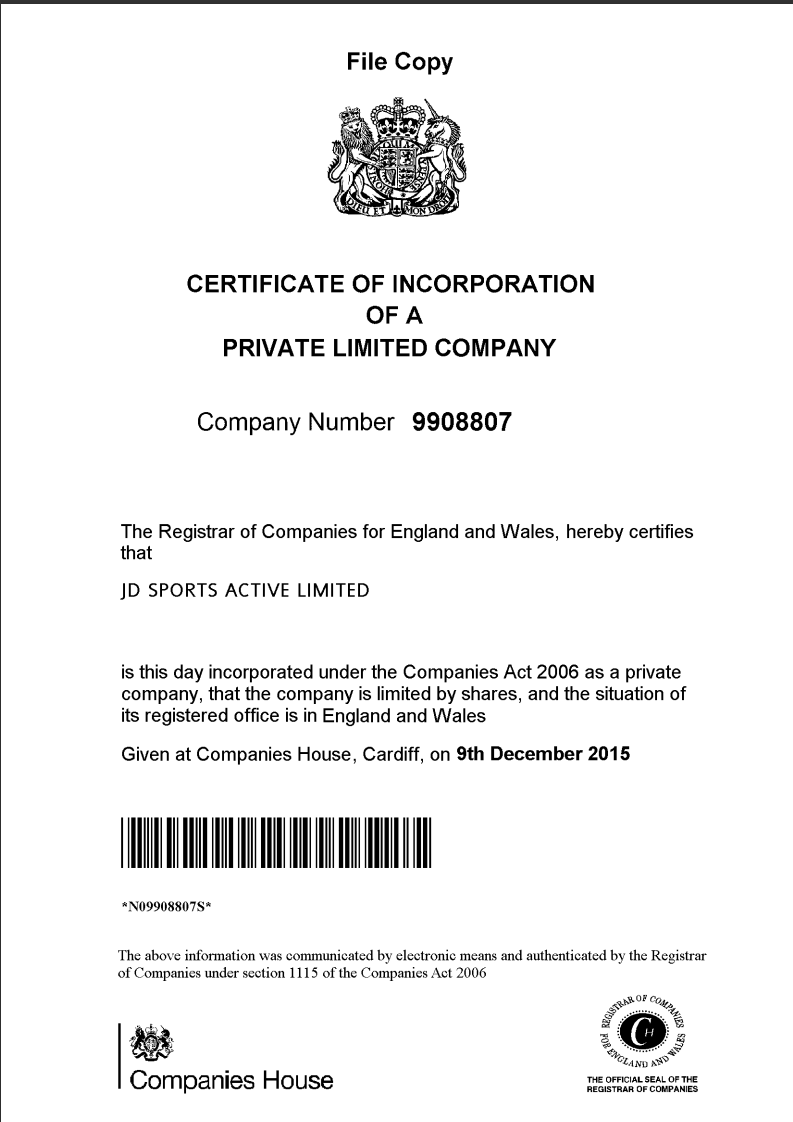 File Copy
DIEU ET MON DROIT
CERTIFICATE OF INCORPORATION
OF A
PRIVATE LIMITED COMPANY
Company Number 9908807
The Registrar of Companies for England and Wales, hereby certifies
that
JD SPORTS ACTIVE LIMITED
is this day incorporated under the Companies Act 2006 as a private
company, that the company is limited by shares, and the situation of
its registered office is in England and Wales
Given at Companies House, Cardiff, on 9th December 2015
*N09908807S*
The above information was communicated by electronic means and authenticated by the Registrar
of Companies under section 1115 of the Companies Act 2006
Companies House
REGISTRAR OF COMPANIES
FOR ENGLAND AND WALES
CH
THE OFFICIAL SEAL OF THE
REGISTRAR OF COMPANIES